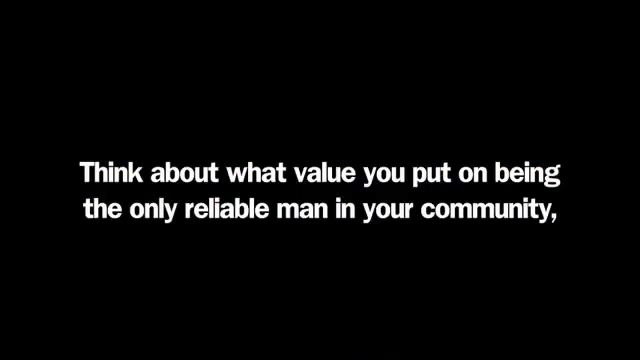 Think about what value you put on being
the only reliable man in your community,